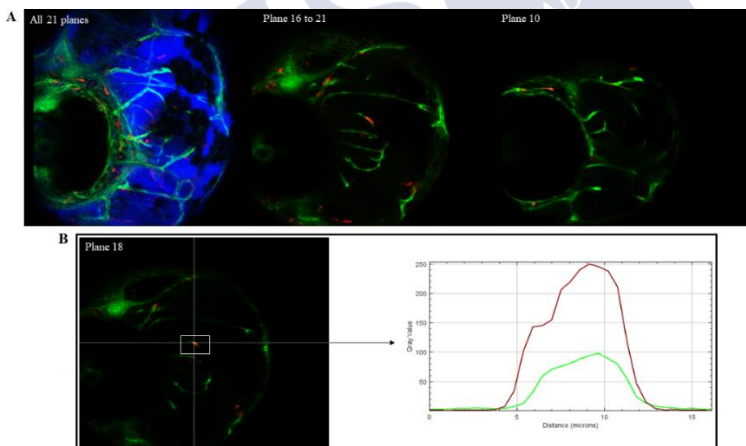 A
All 21 planes
Plane 16 to 21
Plane 10
B
Plane 18
250
200
150
100
50
Gray Value
0
5
10
15
Distance (microns)